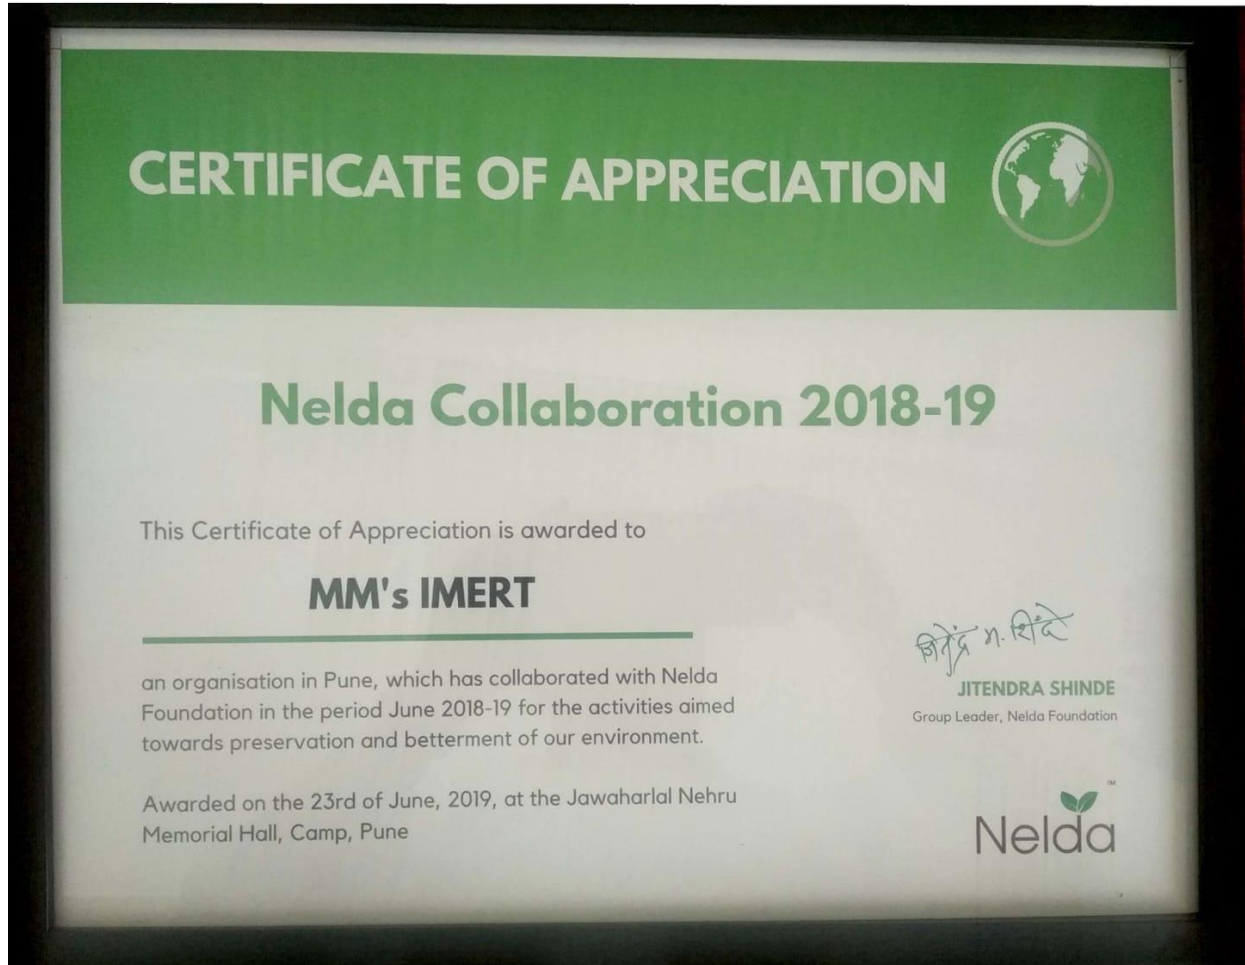 CERTIFICATE OF APPRECIATION
Nelda Collaboration 2018-19
This Certificate of Appreciation is awarded to
MM's IMERT
an organisation in Pune, which has collaborated with Nelda
Foundation in the period June 2018-19 for the activities aimed
towards preservation and betterment of our environment.
Awarded on the 23rd of June, 2019, at the Jawaharlal Nehru
Memorial Hall, Camp, Pune
जितेंद्र म. शिंदे
JITENDRA SHINDE
Group Leader, Nelda Foundation
Nelda™